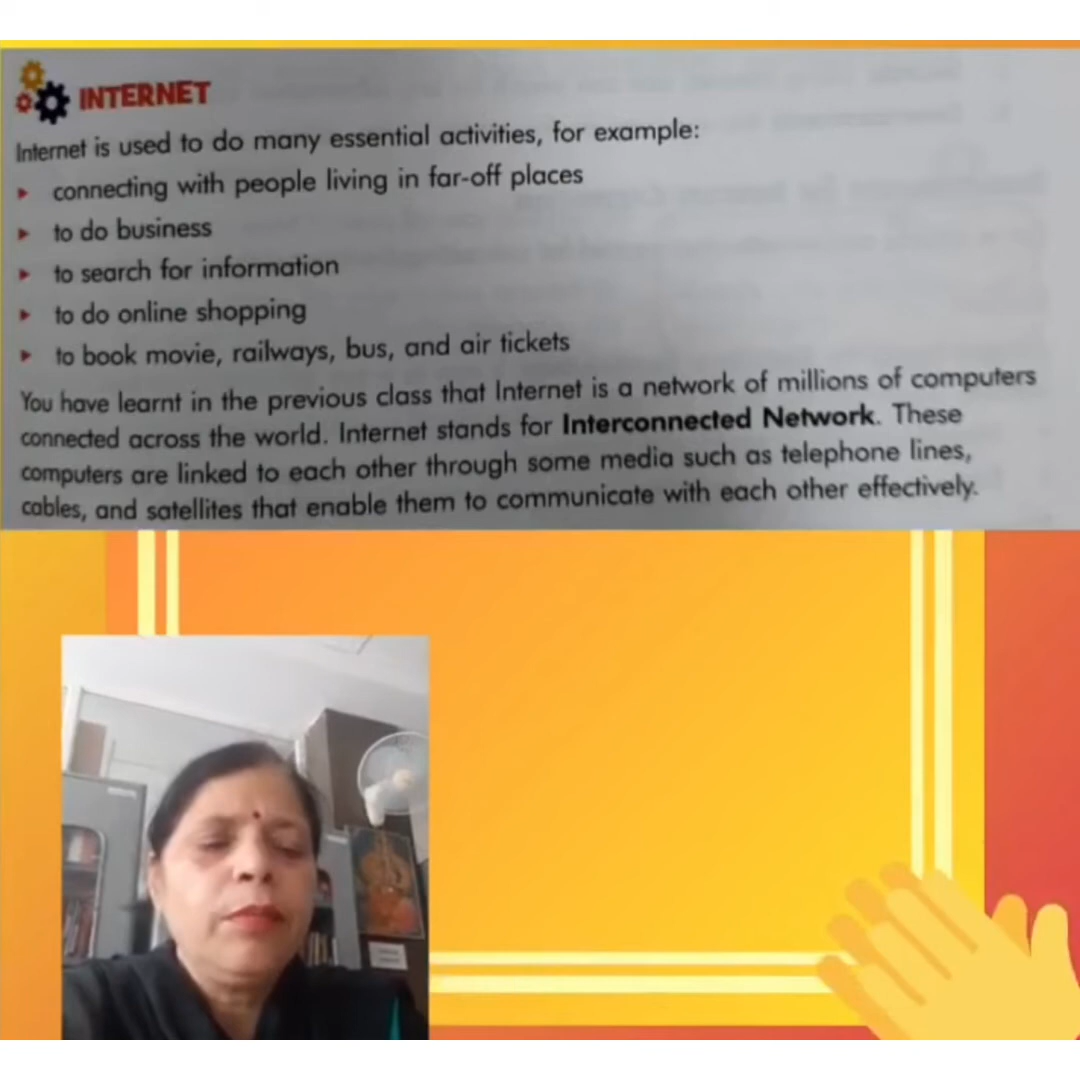 INTERNET
Internet is used to do many essential activities, for example:
▸ connecting with people living in far-off places
▸ to do business
▸ to search for information
▸ to do online shopping
▸ to book movie, railways, bus, and air tickets
You have learnt in the previous class that Internet is a network of millions of computers
connected across the world. Internet stands for Interconnected Network. These
computers are linked to each other through some media such as telephone lines,
cables, and satellites that enable them to communicate with each other effectively.